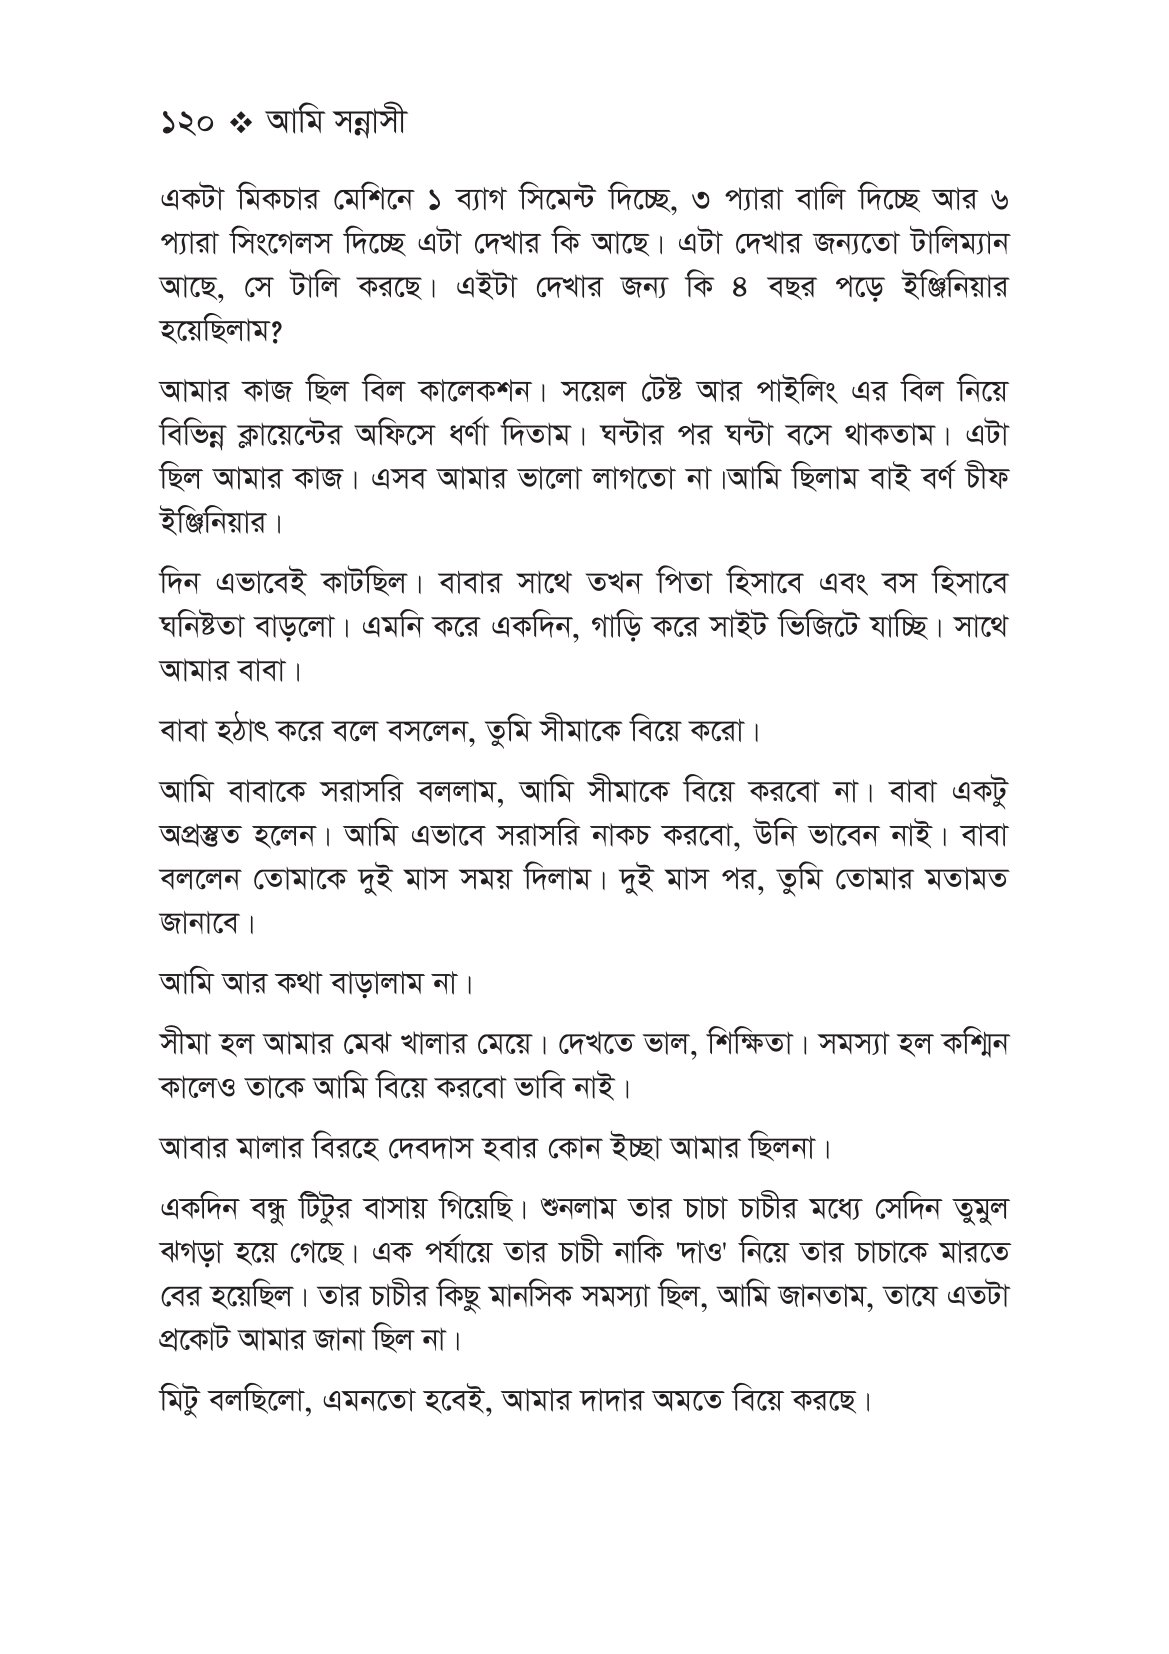 ১২০ ❖ আমি সন্ন্যাসী
একটা মিকচার মেশিনে ১ ব্যাগ সিমেন্ট দিচ্ছে, ৩ প্যারা বালি দিচ্ছে আর ৬
প্যারা সিংগেলস দিচ্ছে এটা দেখার কি আছে। এটা দেখার জন্যতো টালিম্যান
আছে, সে টালি করছে। এইটা দেখার জন্য কি ৪ বছর পড়ে ইঞ্জিনিয়ার
হয়েছিলাম?
আমার কাজ ছিল বিল কালেকশন। সয়েল টেষ্ট আর পাইলিং এর বিল নিয়ে
বিভিন্ন ক্লায়েন্টের অফিসে ধর্ণা দিতাম। ঘন্টার পর ঘন্টা বসে থাকতাম। এটা
ছিল আমার কাজ। এসব আমার ভালো লাগতো না।আমি ছিলাম বাই বর্ণ চীফ
ইঞ্জিনিয়ার।
দিন এভাবেই কাটছিল। বাবার সাথে তখন পিতা হিসাবে এবং বস হিসাবে
ঘনিষ্টতা বাড়লো। এমনি করে একদিন, গাড়ি করে সাইট ভিজিটে যাচ্ছি। সাথে
আমার বাবা।
বাবা হঠাৎ করে বলে বসলেন, তুমি সীমাকে বিয়ে করো।
আমি বাবাকে সরাসরি বললাম, আমি সীমাকে বিয়ে করবো না। বাবা একটু
অপ্রস্তুত হলেন। আমি এভাবে সরাসরি নাকচ করবো, উনি ভাবেন নাই। বাবা
বললেন তোমাকে দুই মাস সময় দিলাম। দুই মাস পর, তুমি তোমার মতামত
জানাবে।
আমি আর কথা বাড়ালাম না।
সীমা হল আমার মেঝ খালার মেয়ে। দেখতে ভাল, শিক্ষিতা। সমস্যা হল কশ্মিন
কালেও তাকে আমি বিয়ে করবো ভাবি নাই।
আবার মালার বিরহে দেবদাস হবার কোন ইচ্ছা আমার ছিলনা।
একদিন বন্ধু টিটুর বাসায় গিয়েছি। শুনলাম তার চাচা চাচীর মধ্যে সেদিন তুমুল
ঝগড়া হয়ে গেছে। এক পর্যায়ে তার চাচী নাকি 'দাও' নিয়ে তার চাচাকে মারতে
বের হয়েছিল। তার চাচীর কিছু মানসিক সমস্যা ছিল, আমি জানতাম, তাযে এতটা
প্রকোট আমার জানা ছিল না।
মিটু বলছিলো, এমনতো হবেই, আমার দাদার অমতে বিয়ে করছে।